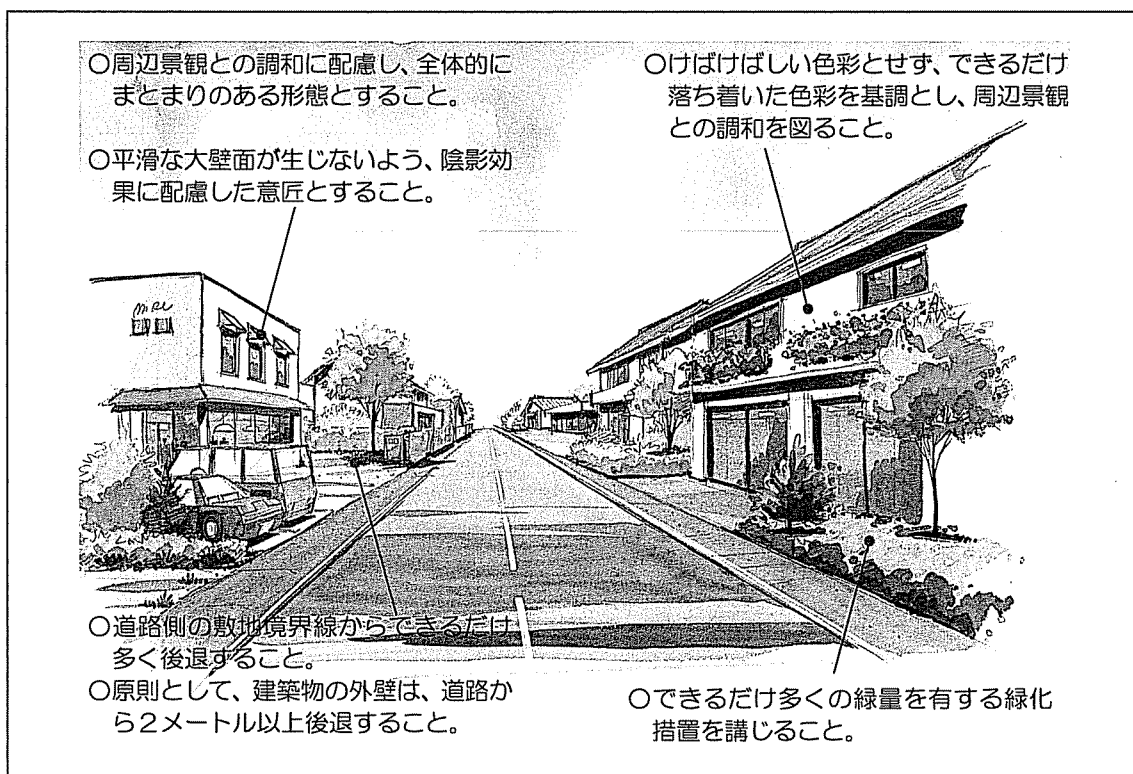 ○周辺景観との調和に配慮し、全体的に
まとまりのある形態とすること。
○平滑な大壁面が生じないよう、陰影効
果に配慮した意匠とすること。
○けばけばしい色彩とせず、できるだけ
落ち着いた色彩を基調とし、周辺景観
との調和を図ること。
○道路側の敷地境界線からできるだけ
多く後退すること。
○原則として、建築物の外壁は、道路か
ら2メートル以上後退すること。
○できるだけ多くの緑量を有する緑化
措置を講じること。